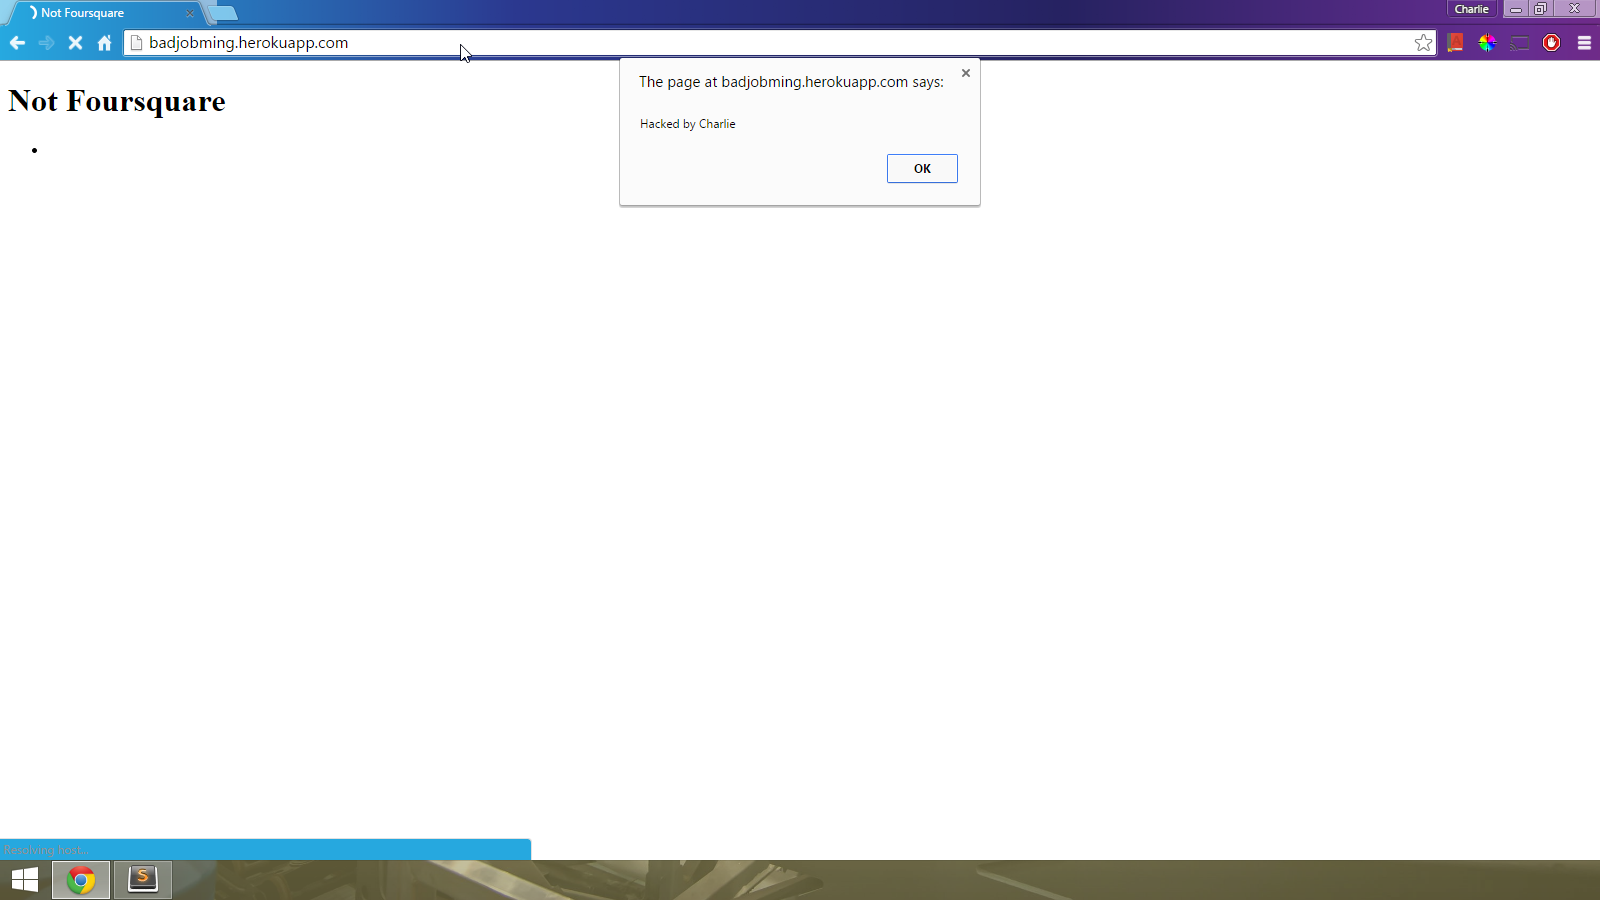 Not Foursquare
Charlie
badjobming.herokuapp.com
The page at badjobming.herokuapp.com says:
Hacked by Charlie
OK
Not Foursquare
Resolving host...
S